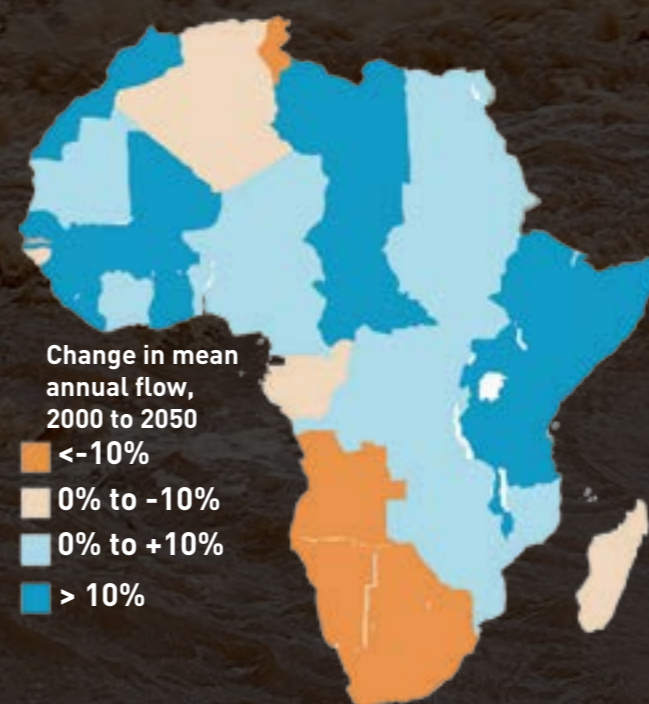 Change in mean
annual flow,
2000 to 2050
<-10%
0% to -10%
0% to +10%
> 10%